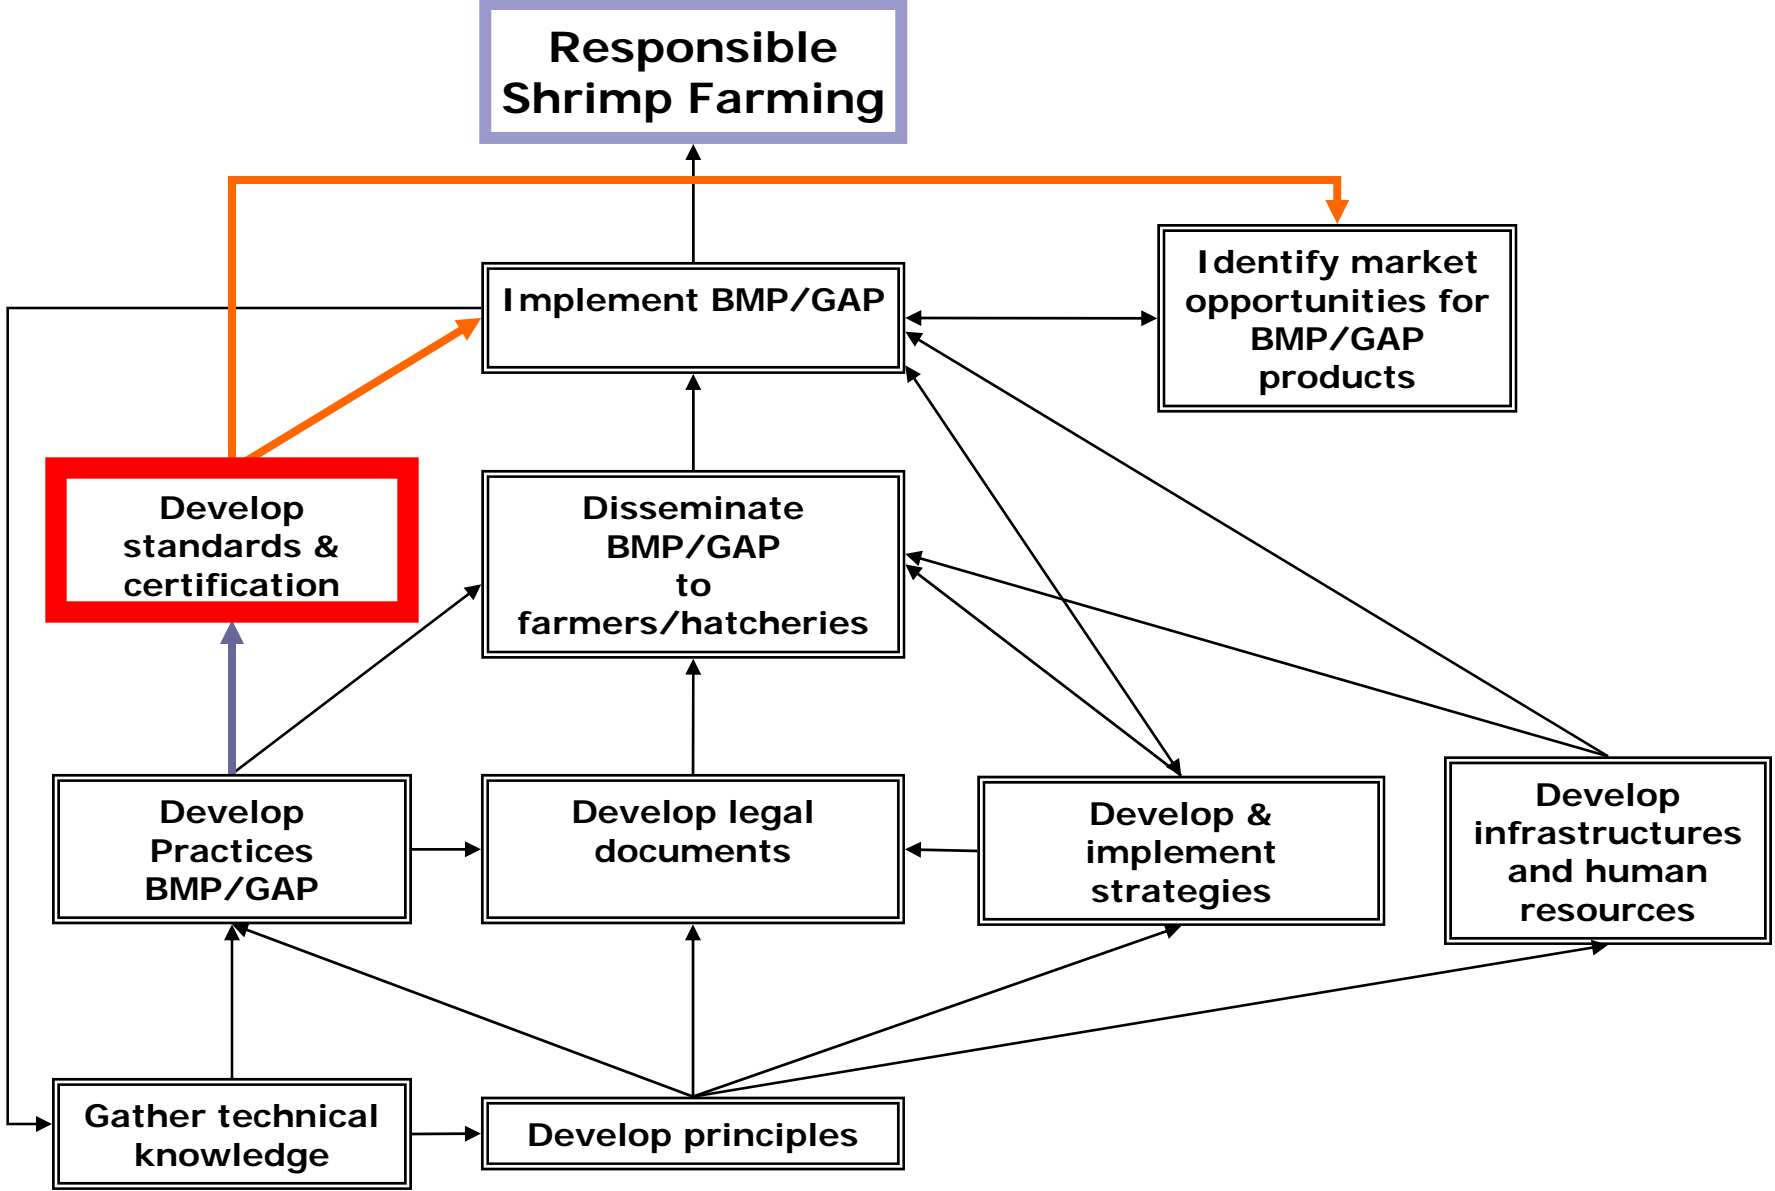 Responsible
Shrimp Farming
Implement BMP/GAP
Identify market
opportunities for
BMP/GAP
products
Develop
standards &
certification
Disseminate
BMP/GAP
to
farmers/hatcheries
Develop
Practices
BMP/GAP
Develop legal
documents
Develop &
implement
strategies
Develop
infrastructures
and human
resources
Gather technical
knowledge
Develop principles